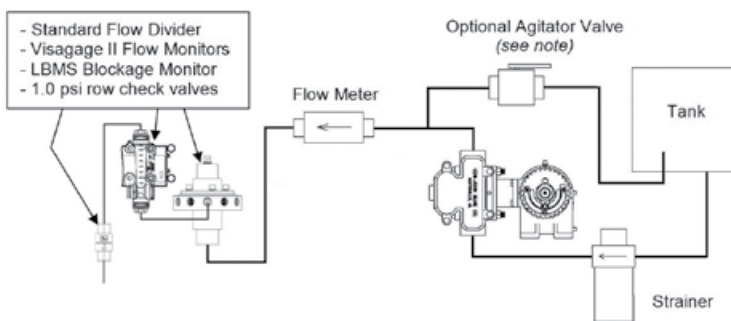 - Standard Flow Divider
- Visagage II Flow Monitors
- LBMS Blockage Monitor
- 1.0 psi row check valves
Optional Agitator Valve
(see note)
Flow Meter
Tank
Strainer